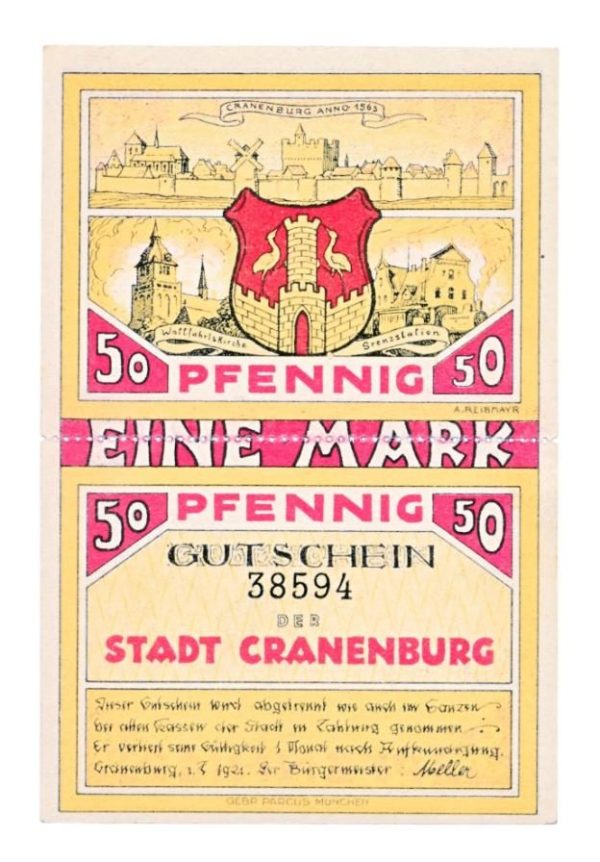 CRANENBURG ANNO 1563
Wallfahrtskirche
Grenzstation
50 PFENNIG 50
A. REIBMAYR
EINE MARK
50 PFENNIG 50
GUTSCHEIN
38594
DER
STADT CRANENBURG
Dieser Gutschein wird abgetrennt wie auch im Ganzen
bei allen Kassen der Stadt in Zahlung genommen
Er verliert seine Gültigkeit 1 Monat nach Aufkündigung.
Cranenburg, 1. 1921. Der Bürgermeister :
GEBR PARCUS MÜNCHEN